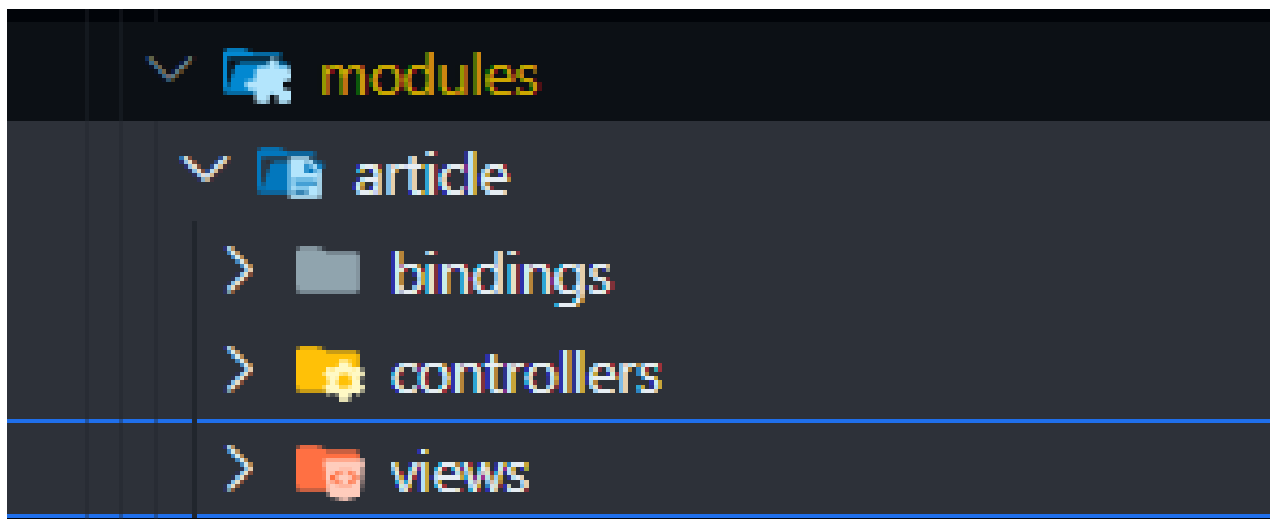 modules
article
bindings
controllers
views